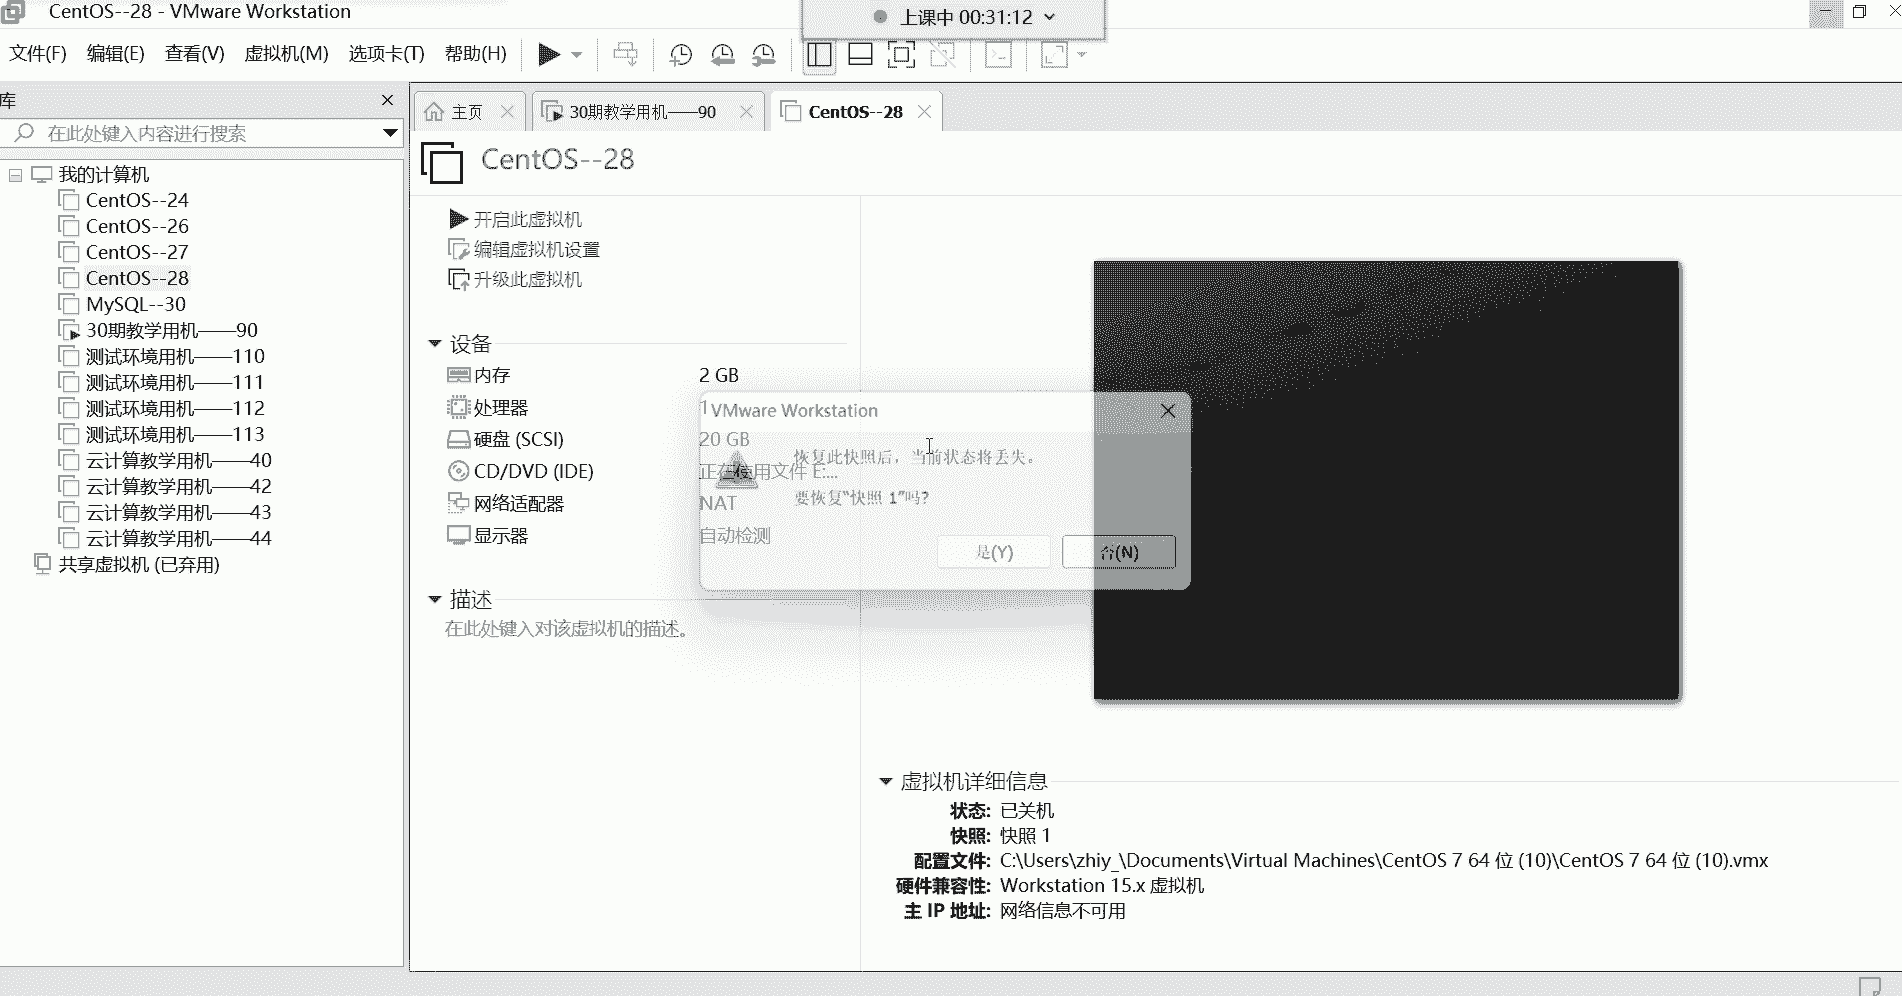 CentOS--28 - VMware Workstation
上课中 00:31:12
文件(F) 编辑(E) 查看(V) 虚拟机(M) 选项卡(T) 帮助(H)
库
在此处键入内容进行搜索
我的计算机
CentOS--24
CentOS--26
CentOS--27
CentOS--28
MySQL--30
30期教学用机——90
测试环境用机——110
测试环境用机——111
测试环境用机——112
测试环境用机——113
云计算教学用机——40
云计算教学用机——42
云计算教学用机——43
云计算教学用机——44
共享虚拟机 (已弃用)
主页 30期教学用机——90 CentOS--28
CentOS--28
开启此虚拟机
编辑虚拟机设置
升级此虚拟机
设备
内存 2 GB
处理器 1
硬盘 (SCSI) 20 GB
CD/DVD (IDE) 正在使用文件 E:...
网络适配器 NAT
显示器 自动检测
描述
在此处键入对该虚拟机的描述。
VMware Workstation
恢复此快照后，当前状态将丢失。
要恢复“快照 1”吗?
是(Y) 否(N)
虚拟机详细信息
状态: 已关机
快照: 快照 1
配置文件: C:\Users\zhiy_\Documents\Virtual Machines\CentOS 7 64 位 (10)\CentOS 7 64 位 (10).vmx
硬件兼容性: Workstation 15.x 虚拟机
主 IP 地址: 网络信息不可用